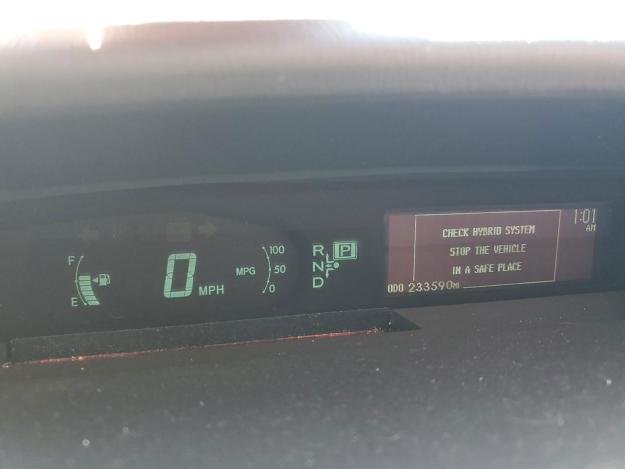 F
E
0
MPH
MPG
100
50
0
R
N
D
P
1:01
AM
CHECK HYBRID SYSTEM
STOP THE VEHICLE
IN A SAFE PLACE
ODO 233590MI